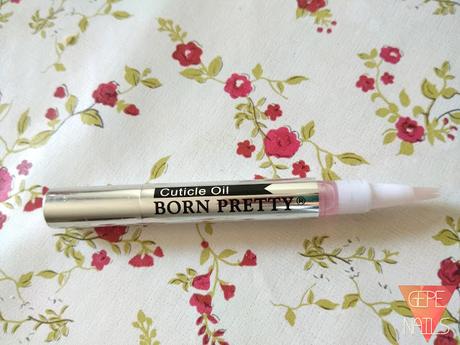 Cuticle Oil
BORN PRETTY®
GEPE
NAILS